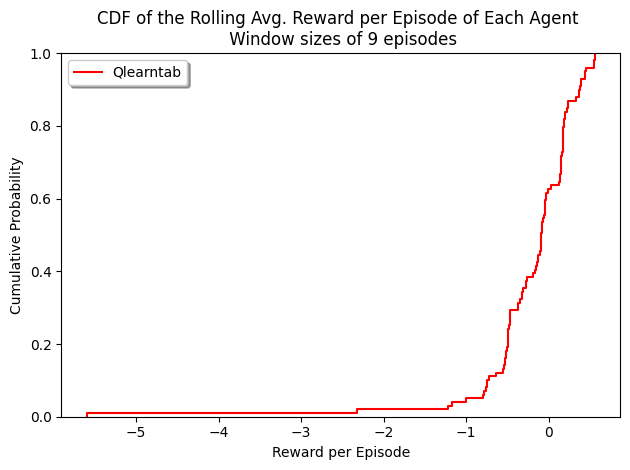 CDF of the Rolling Avg. Reward per Episode of Each Agent
Window sizes of 9 episodes
Qlearntab
Cumulative Probability
1.0
0.8
0.6
0.4
0.2
0.0
−5 −4 −3 −2 −1 0
Reward per Episode